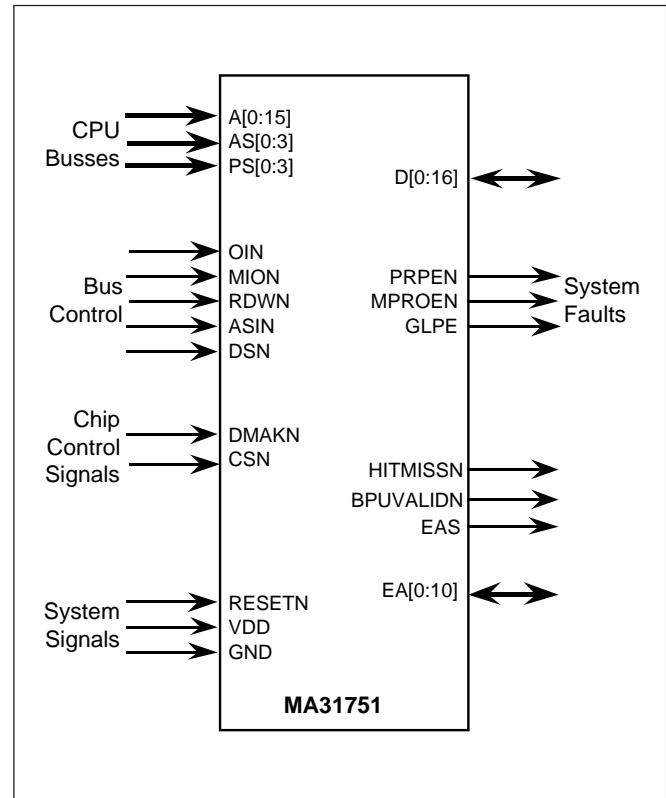 CPU
Busses
A[0:15]
AS[0:3]
PS[0:3]
D[0:16]
Bus
Control
OIN
MION
RDWN
ASIN
DSN
PRPEN
MPROEN
GLPE
System
Faults
Chip
Control
Signals
DMAKN
CSN
HITMISSN
BPUVALIDN
EAS
EA[0:10]
System
Signals
RESETN
VDD
GND
MA31751